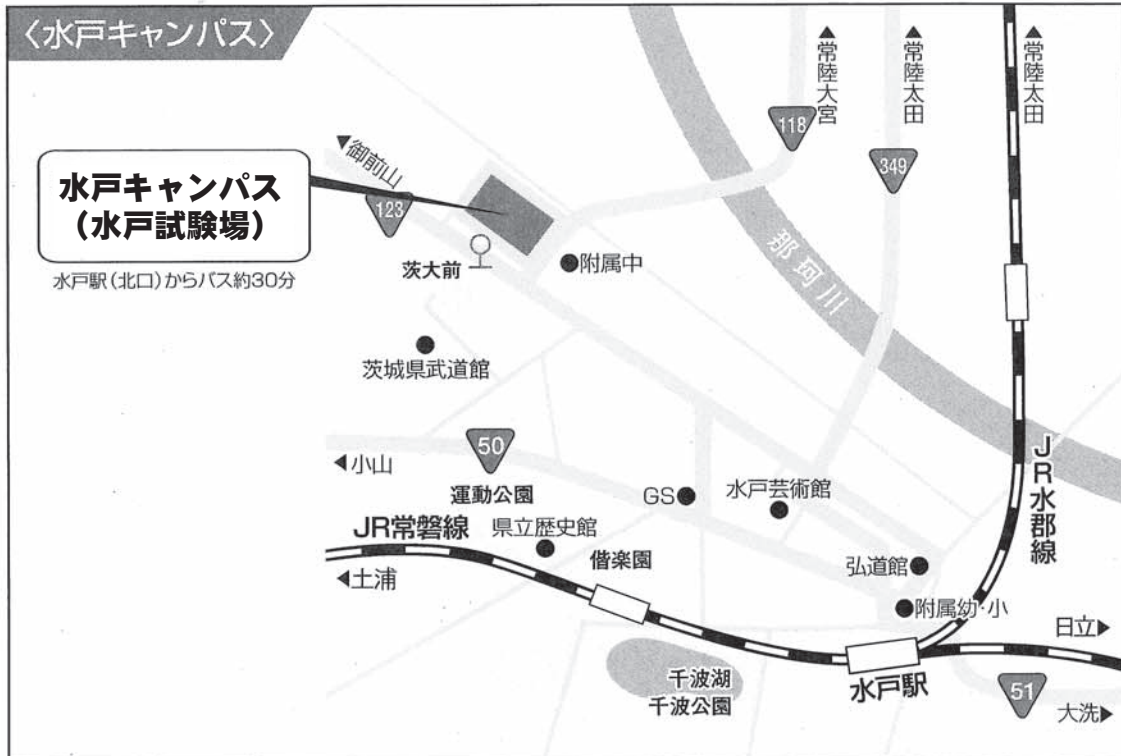 〈水戸キャンパス〉
▲常陸大宮
▲常陸太田
▲常陸太田
118
349
◀御前山
水戸キャンパス
(水戸試験場)
123
水戸駅(北口)からバス約30分
茨大前
●附属中
那珂川
茨城県武道館
50
◀小山
運動公園
GS●
水戸芸術館
JR水郡線
JR常磐線
県立歴史館
偕楽園
◀土浦
弘道館
●附属幼・小
日立▶
千波湖
千波公園
水戸駅
51
大洗▶